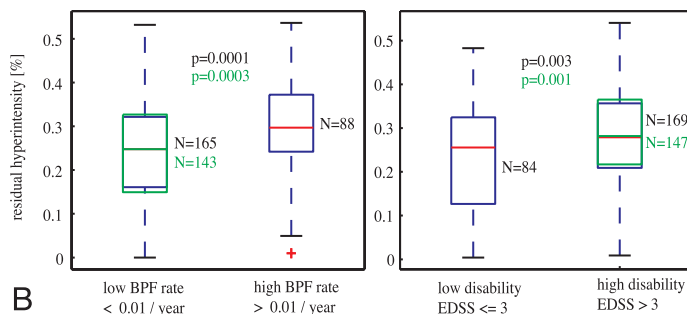 residual hyperintensity [%]
0.5
0.4
0.3
0.2
0.1
0
p=0.0001
p=0.0003
N=165
N=143
N=88
low BPF rate
< 0.01 / year
high BPF rate
> 0.01 / year
0.5
0.4
0.3
0.2
0.1
0
p=0.003
p=0.001
N=84
N=169
N=147
low disability
EDSS <= 3
high disability
EDSS > 3
B